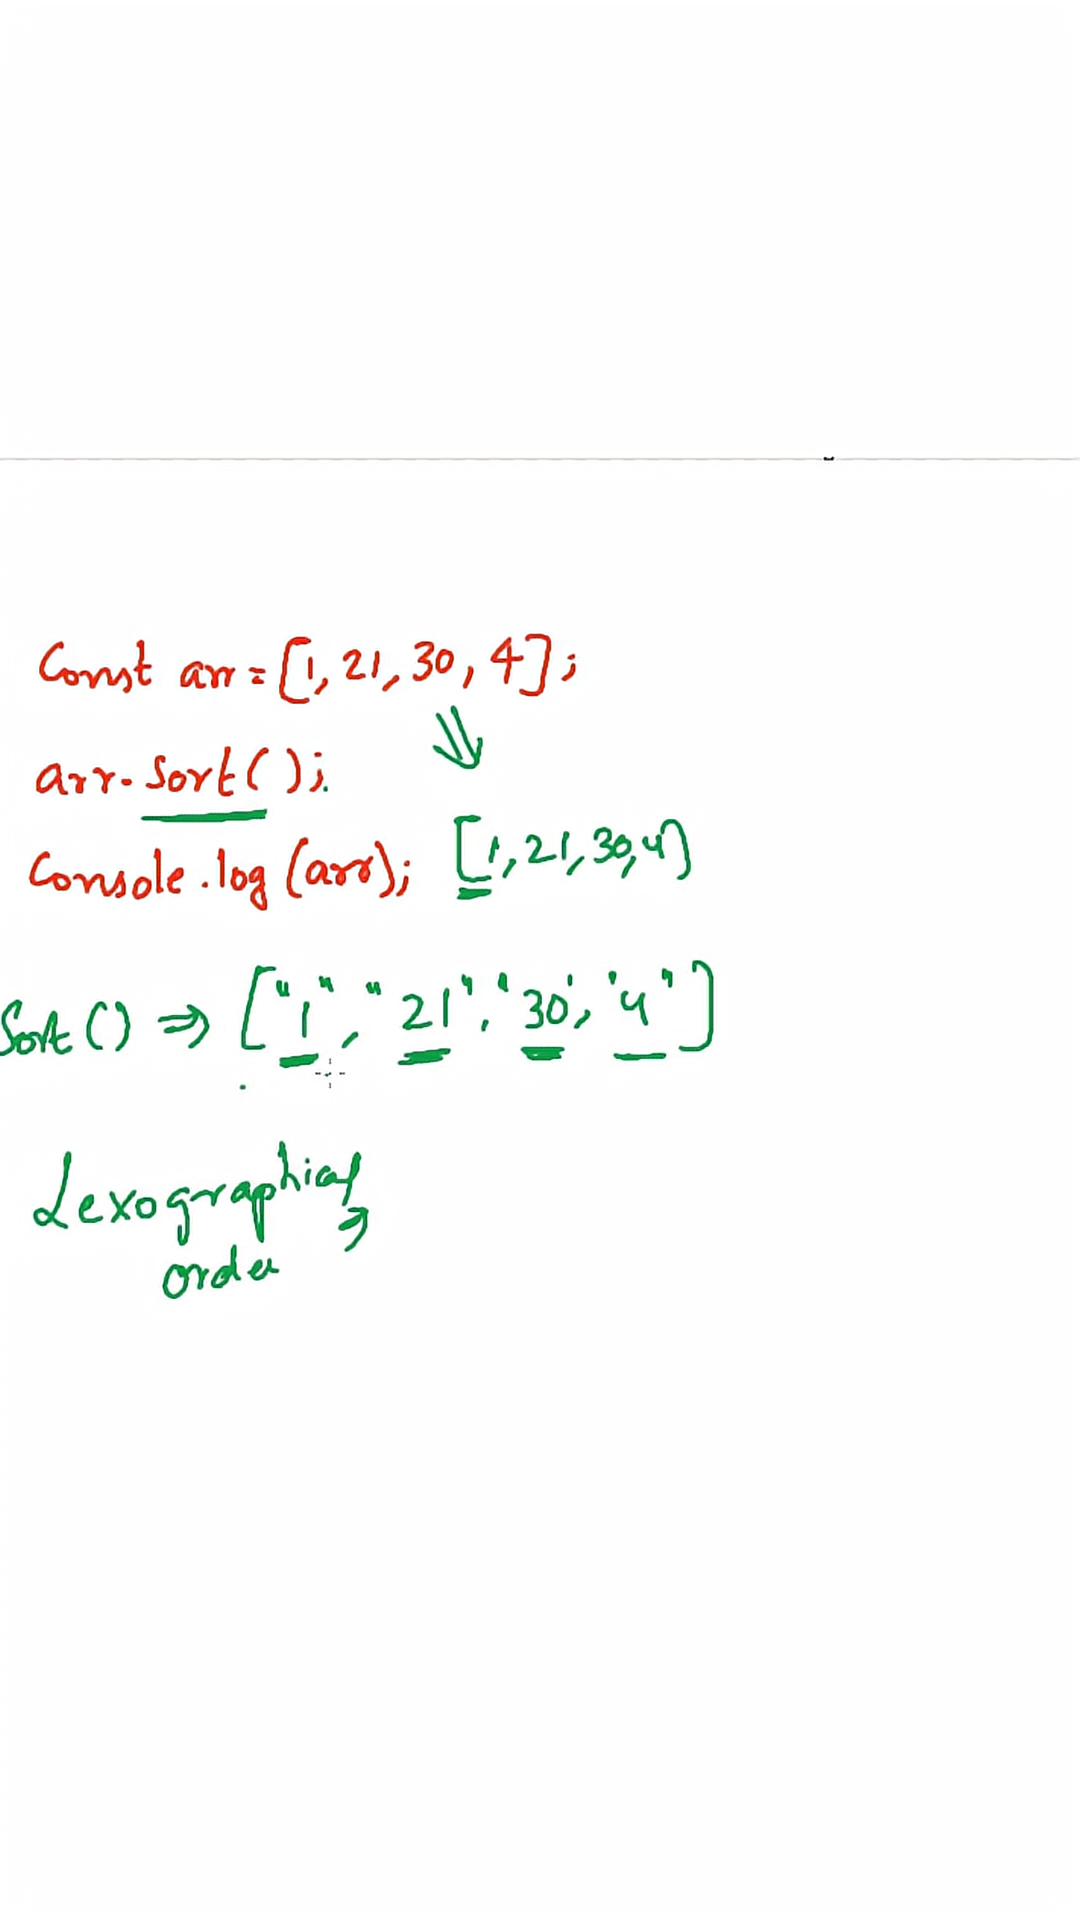 Const arr = [1, 21, 30, 4];
arr.sort();
Console.log(arr); [1,21,30,4]
Sort() ⇒ ["1", "21", "30", "4"]
Lexographical
order